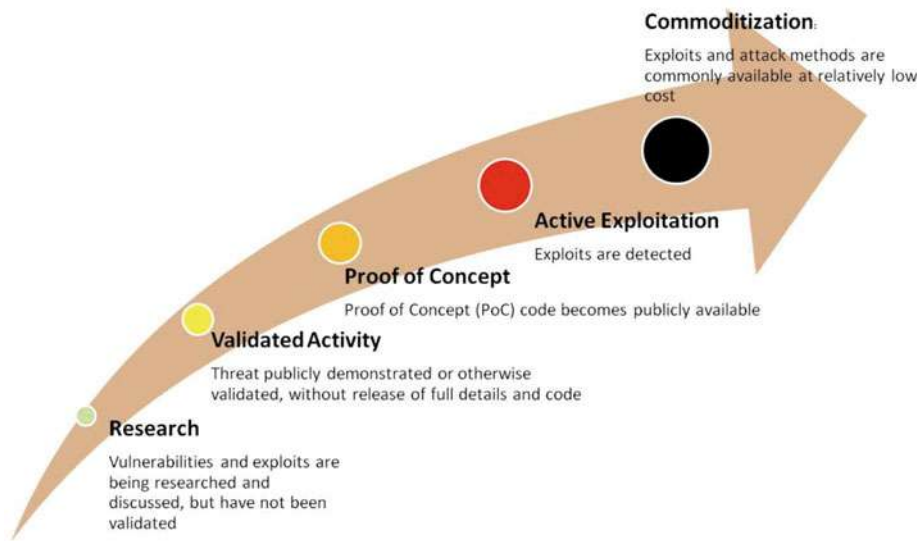 Commoditization:
Exploits and attack methods are
commonly available at relatively low
cost
Active Exploitation
Exploits are detected
Proof of Concept
Proof of Concept (PoC) code becomes publicly available
Validated Activity
Threat publicly demonstrated or otherwise
validated, without release of full details and code
Research
Vulnerabilities and exploits are
being researched and
discussed, but have not been
validated